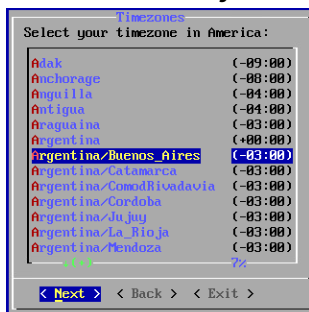 Timezones
Select your timezone in America:
Adak (-09:00)
Anchorage (-08:00)
Anguilla (-04:00)
Antigua (-04:00)
Araguaina (-03:00)
Argentina (+00:00)
Argentina/Buenos_Aires (-03:00)
Argentina/Catamarca (-03:00)
Argentina/ComodRivadavia (-03:00)
Argentina/Cordoba (-03:00)
Argentina/Jujuy (-03:00)
Argentina/La_Rioja (-03:00)
Argentina/Mendoza (-03:00)
↓(+) 7%
< Next > < Back > < Exit >